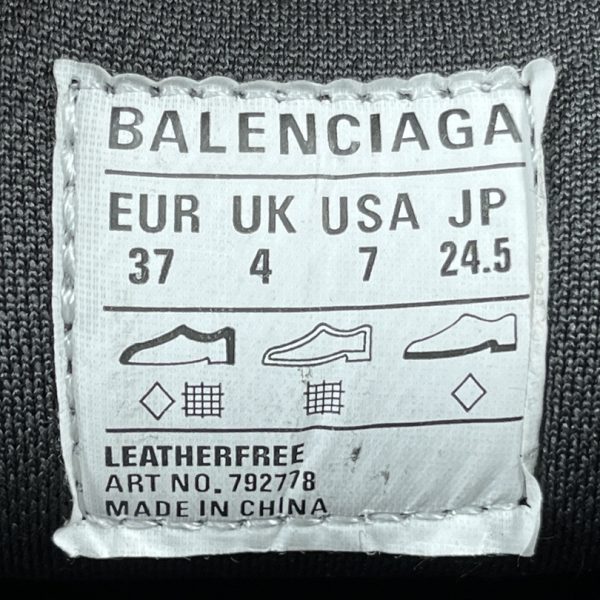 BALENCIAGA
EUR UK USA JP
37 4 7 24.5
LEATHERFREE
ART NO. 792778
MADE IN CHINA